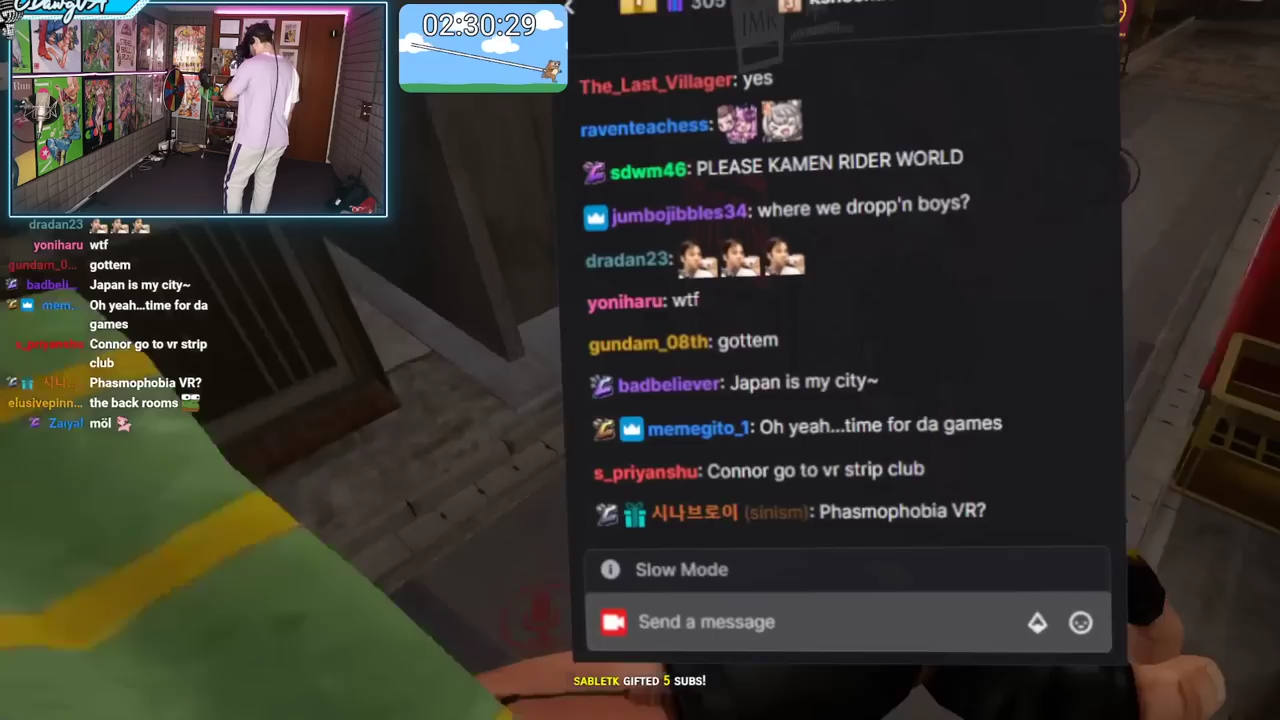 CDawgVA
02:30:29
dradan23
yoniharu wtf
gundam_0... gottem
badbeli... Japan is my city~
mem... Oh yeah...time for da
games
s_priyanshu Connor go to vr strip
club
시니... Phasmophobia VR?
elusivepinn... the back rooms
Zaiyal möl
305
The_Last_Villager: yes
raventeachess:
sdwm46: PLEASE KAMEN RIDER WORLD
jumbojibbles34: where we dropp'n boys?
dradan23:
yoniharu: wtf
gundam_08th: gottem
badbeliever: Japan is my city~
memegito_1: Oh yeah...time for da games
s_priyanshu: Connor go to vr strip club
시나브로이 (sinism): Phasmophobia VR?
Slow Mode
Send a message
SABLETK GIFTED 5 SUBS!